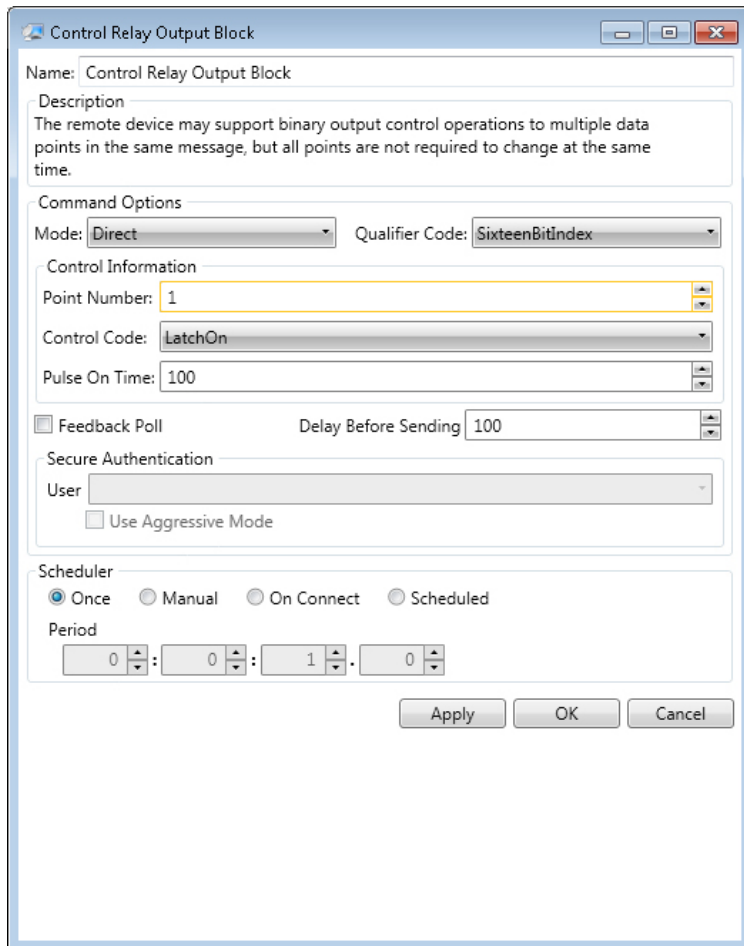 Control Relay Output Block
Name: Control Relay Output Block
Description
The remote device may support binary output control operations to multiple data
points in the same message, but all points are not required to change at the same
time.
Command Options
Mode: Direct Qualifier Code: SixteenBitIndex
Control Information
Point Number: 1
Control Code: LatchOn
Pulse On Time: 100
Feedback Poll Delay Before Sending 100
Secure Authentication
User
Use Aggressive Mode
Scheduler
Once Manual On Connect Scheduled
Period
0 : 0 : 1 . 0
Apply OK Cancel